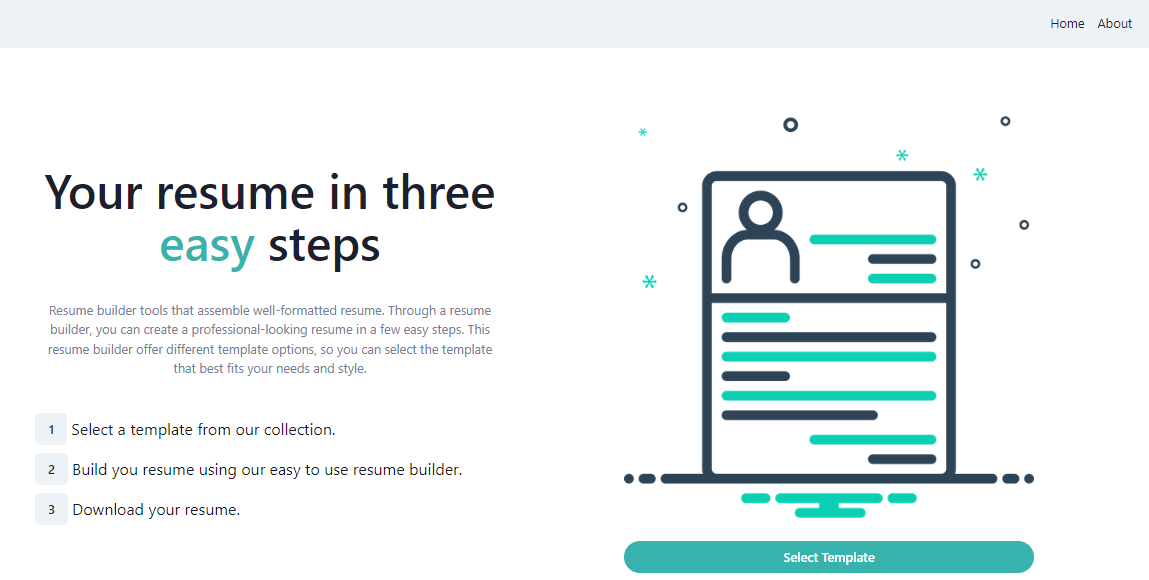 Home About
Your resume in three
easy steps
Resume builder tools that assemble well-formatted resume. Through a resume
builder, you can create a professional-looking resume in a few easy steps. This
resume builder offer different template options, so you can select the template
that best fits your needs and style.
1 Select a template from our collection.
2 Build you resume using our easy to use resume builder.
3 Download your resume.
Select Template